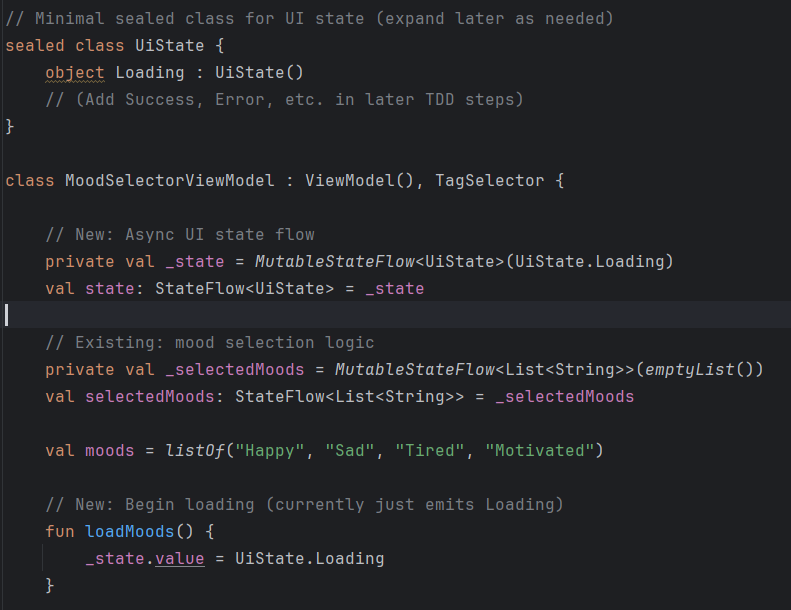 // Minimal sealed class for UI state (expand later as needed)
sealed class UiState {
    object Loading : UiState()
    // (Add Success, Error, etc. in later TDD steps)
}

class MoodSelectorViewModel : ViewModel(), TagSelector {

    // New: Async UI state flow
    private val _state = MutableStateFlow<UiState>(UiState.Loading)
    val state: StateFlow<UiState> = _state

    // Existing: mood selection logic
    private val _selectedMoods = MutableStateFlow<List<String>>(emptyList())
    val selectedMoods: StateFlow<List<String>> = _selectedMoods

    val moods = listOf("Happy", "Sad", "Tired", "Motivated")

    // New: Begin loading (currently just emits Loading)
    fun loadMoods() {
        _state.value = UiState.Loading
    }